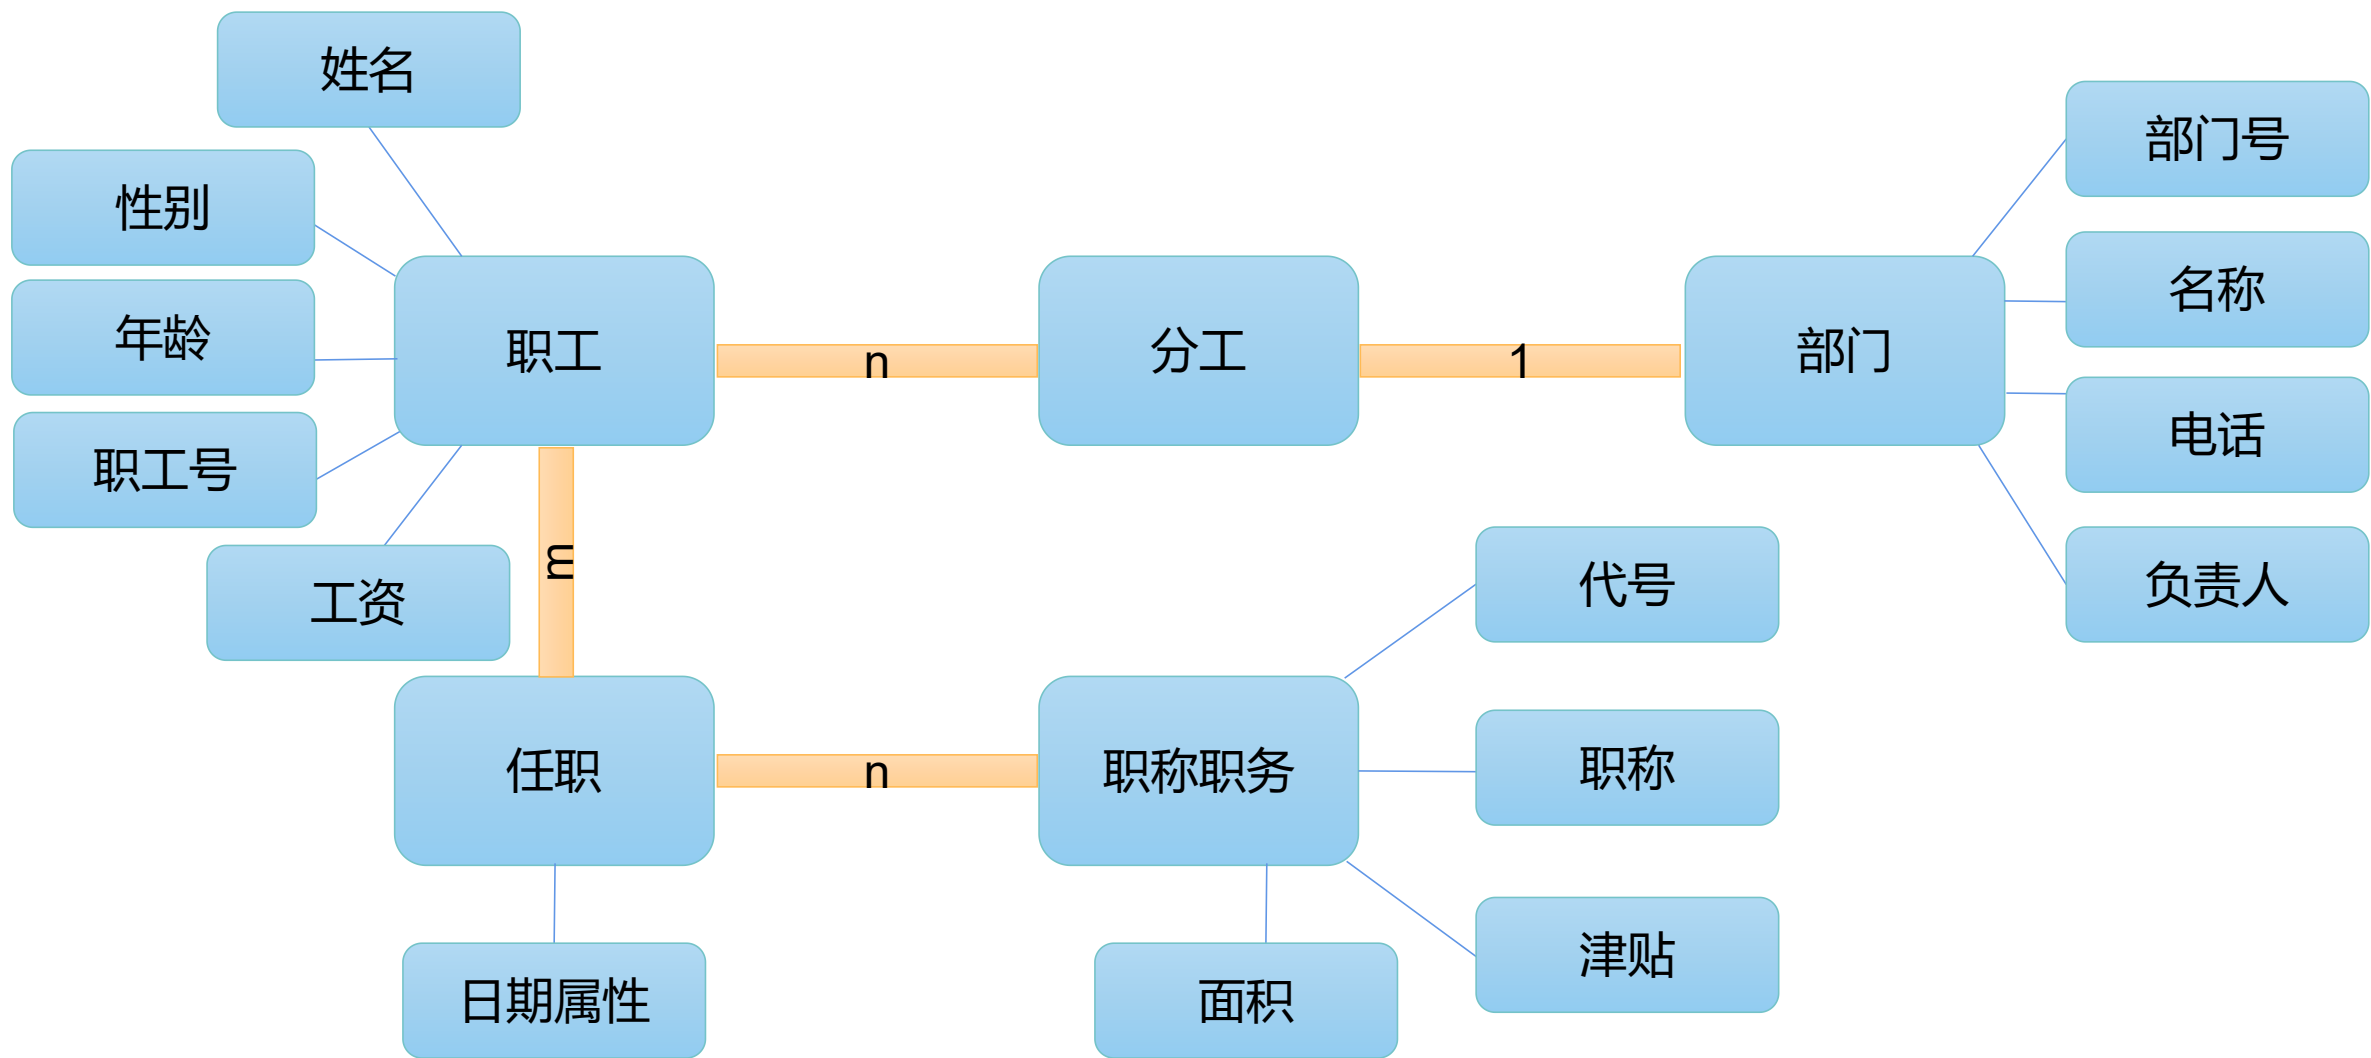 姓名
部门号
性别
名称
年龄
职工
n
分工
1
部门
电话
职工号
m
工资
代号
负责人
任职
n
职称职务
职称
津贴
日期属性
面积